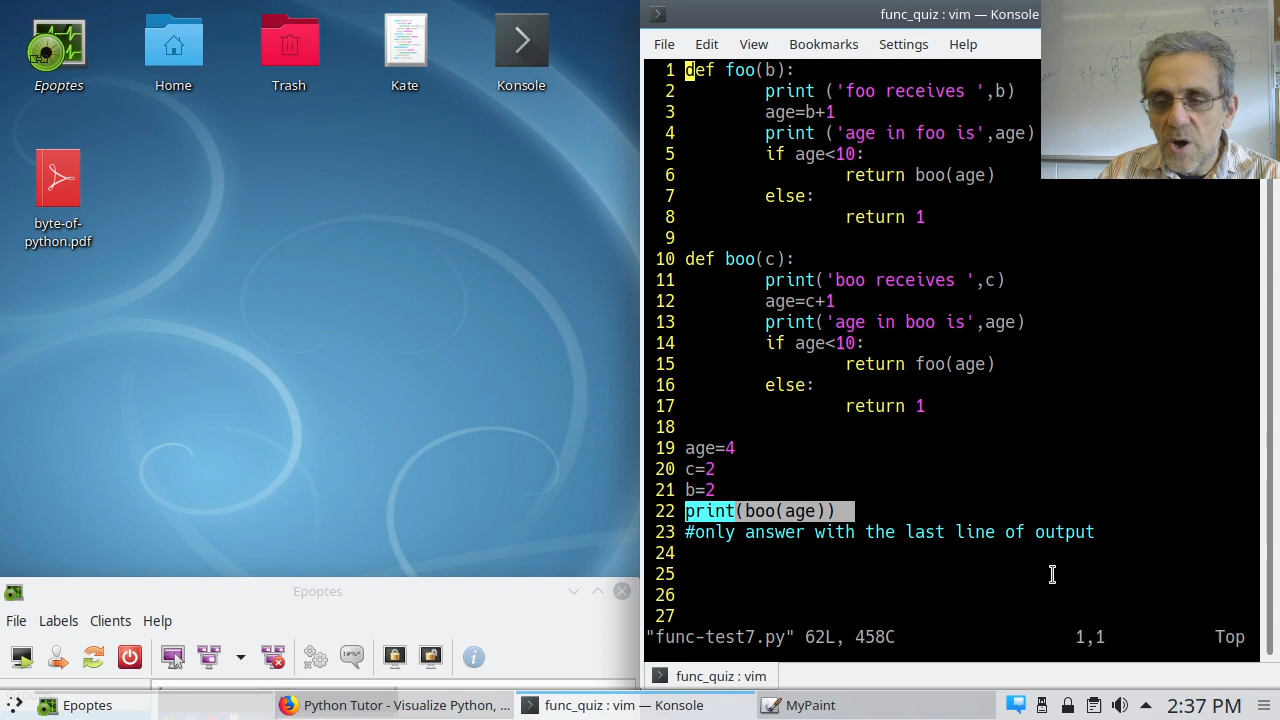 func_quiz : vim — Konsole
Epoptes
Home
Trash
Kate
Konsole
byte-of-
python.pdf
File
Settings
Help
1 def foo(b):
2 print ('foo receives ',b)
3 age=b+1
4 print ('age in foo is',age)
5 if age<10:
6 return boo(age)
7 else:
8 return 1
9
10 def boo(c):
11 print('boo receives ',c)
12 age=c+1
13 print('age in boo is',age)
14 if age<10:
15 return foo(age)
16 else:
17 return 1
18
19 age=4
20 c=2
21 b=2
22 print(boo(age))
23 #only answer with the last line of output
24
25
26
27
"func-test7.py" 62L, 458C 1,1 Top
func_quiz : vim
Epoptes
File Labels Clients Help
Epoptes
Python Tutor - Visualize Python, ...
func_quiz : vim — Konsole
MyPaint
2:37 PM